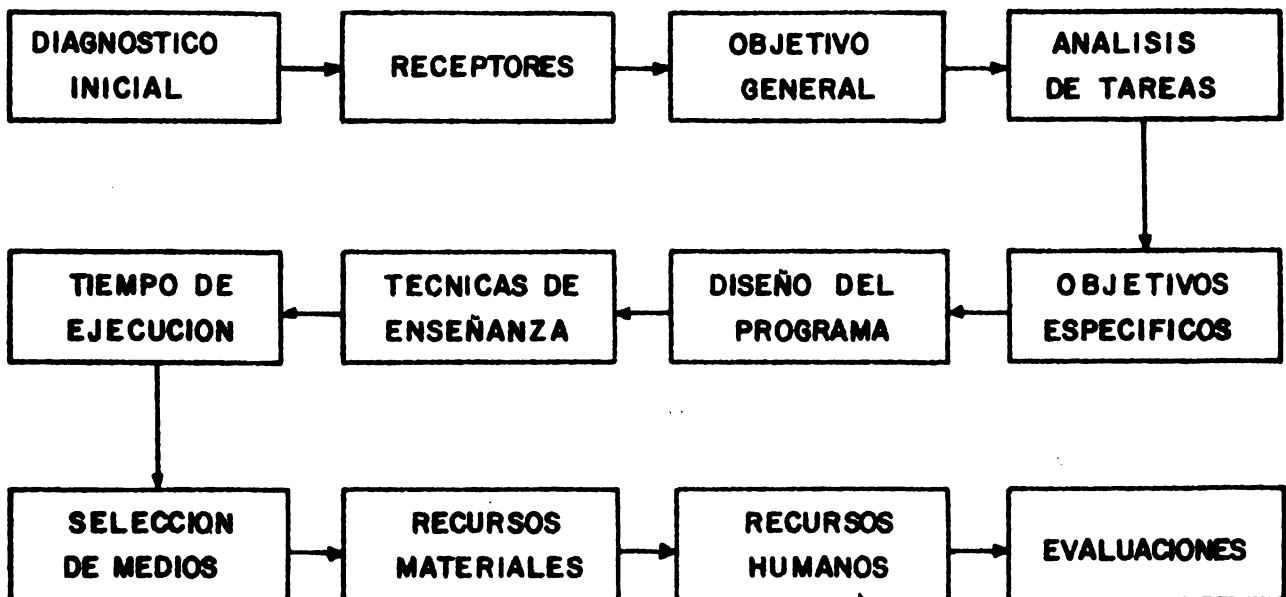 DIAGNOSTICO
INICIAL
RECEPTORES
OBJETIVO
GENERAL
ANALISIS
DE TAREAS
OBJETIVOS
ESPECIFICOS
DISEÑO DEL
PROGRAMA
TECNICAS DE
ENSEÑANZA
TIEMPO DE
EJECUCION
SELECCION
DE MEDIOS
RECURSOS
MATERIALES
RECURSOS
HUMANOS
EVALUACIONES